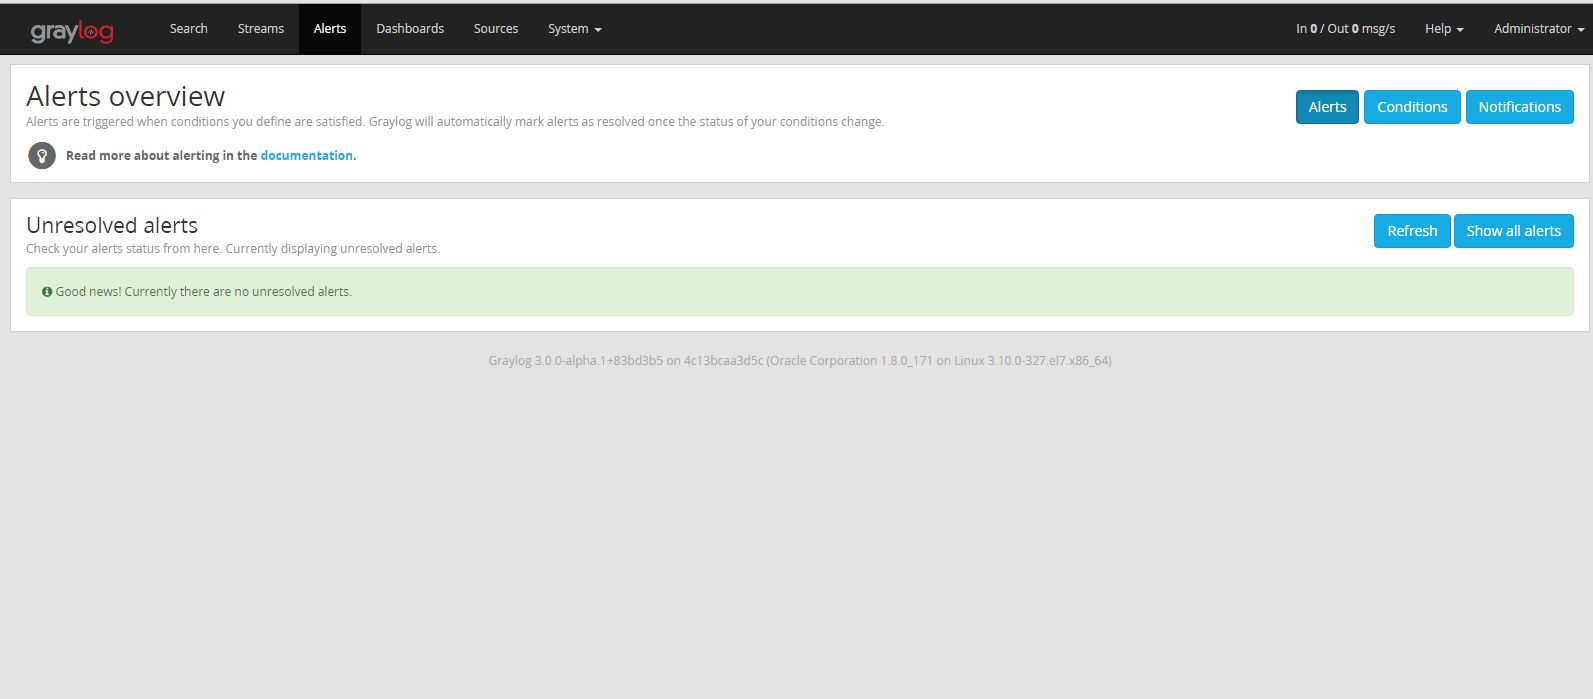 graylog Search Streams Alerts Dashboards Sources System In 0 / Out 0 msg/s Help Administrator
Alerts overview
Alerts are triggered when conditions you define are satisfied. Graylog will automatically mark alerts as resolved once the status of your conditions change.
Alerts Conditions Notifications
Read more about alerting in the documentation.
Unresolved alerts
Check your alerts status from here. Currently displaying unresolved alerts.
Refresh Show all alerts
Good news! Currently there are no unresolved alerts.
Graylog 3.0.0-alpha.1+83bd3b5 on 4c13bcaa3d5c (Oracle Corporation 1.8.0_171 on Linux 3.10.0-327.el7.x86_64)